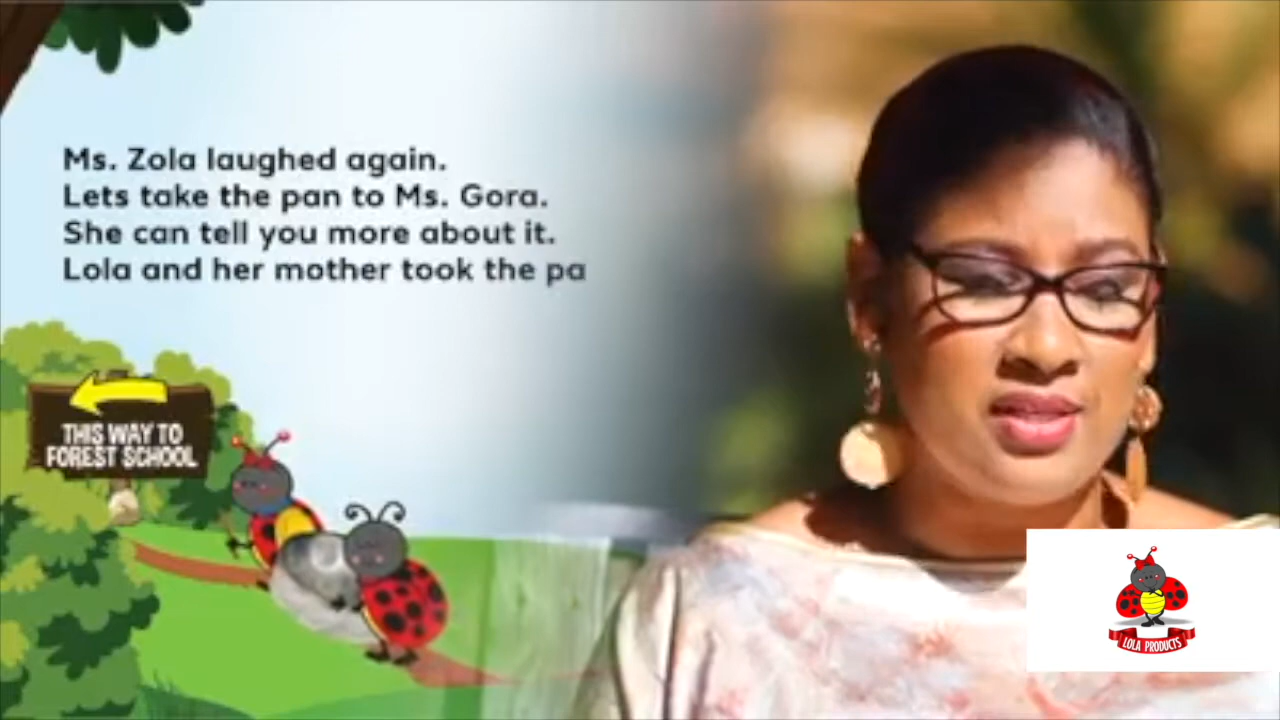 Ms. Zola laughed again.
Lets take the pan to Ms. Gora.
She can tell you more about it.
Lola and her mother took the pa
THIS WAY TO
FOREST SCHOOL
LOLA PRODUCTS